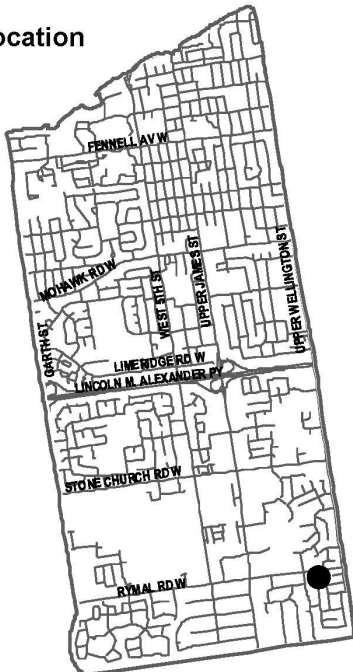 ocation
FENNELL AV W
MOHAWK RD W
WEST 5TH ST
UPPER JAMES ST
UPPER WELLINGTON ST
GARTH ST
LIMERIDGE RD W
LINCOLN M. ALEXANDER PY
STONE CHURCH RD W
RYMAL RD W